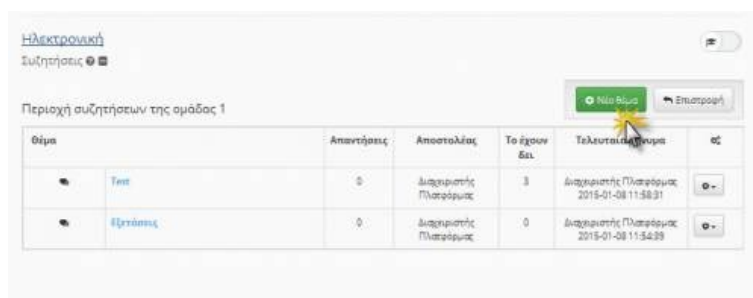 Ηλεκτρονική
Συζητήσεις
Περιοχή συζητήσεων της ομάδας 1
Νέο θέμα
Επιστροφή
Θέμα Απαντήσεις Αποστολέας Το έχουν δει
Test 0 Διαχειριστής Πλατφόρμας 3 Διαχειριστής Πλατφόρμας
2015-01-08 11:58:31
Εξετάσεις 0 Διαχειριστής Πλατφόρμας 0 Διαχειριστής Πλατφόρμας
2015-01-08 11:54:39